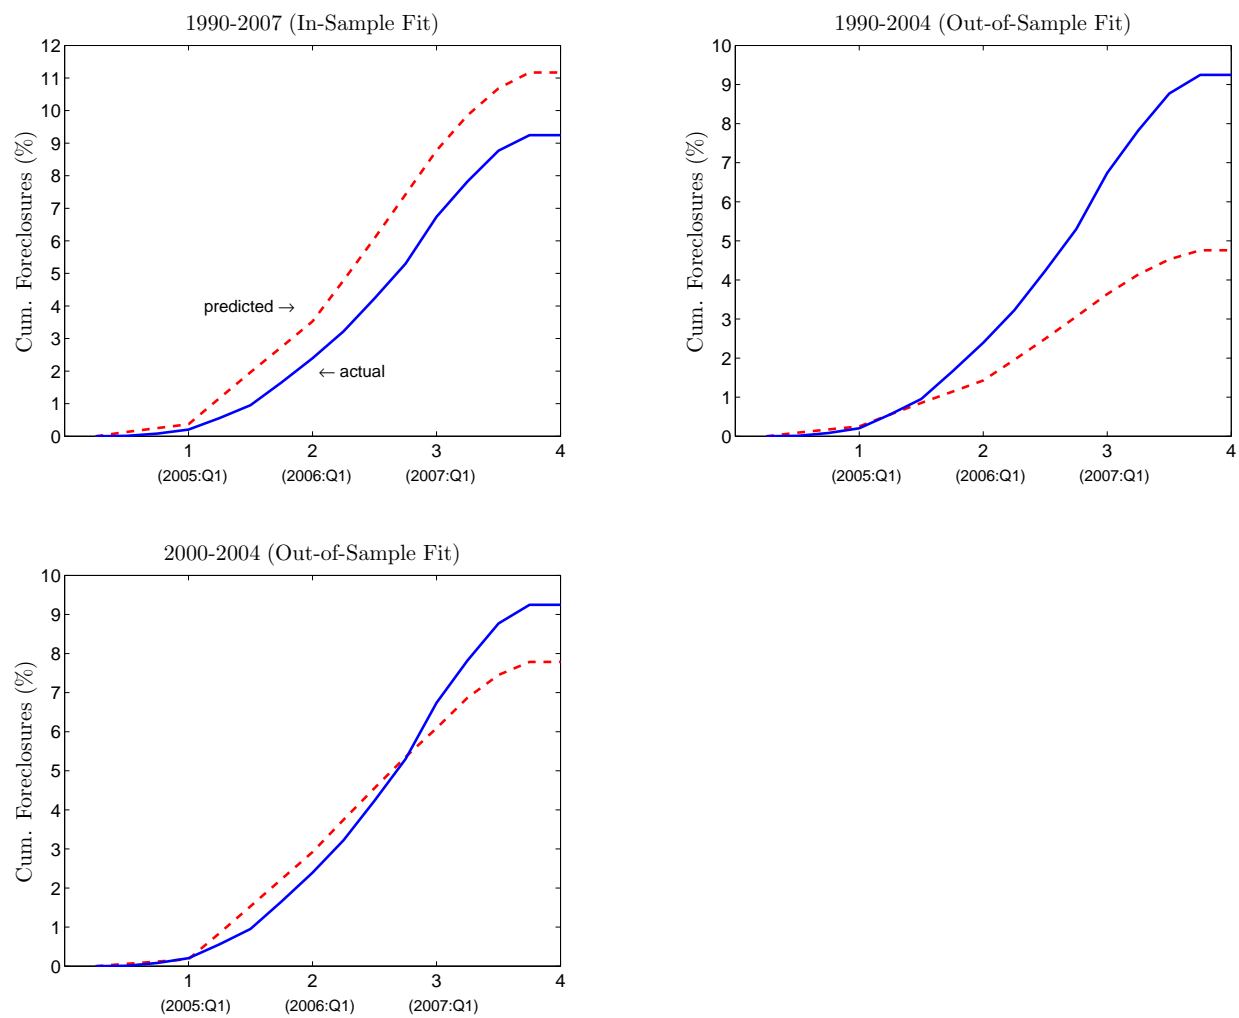 1990-2007 (In-Sample Fit)
Cum. Foreclosures (%)
12
11
10
9
8
7
6
5
4
3
2
1
0
predicted →
← actual
1 2 3 4
(2005:Q1) (2006:Q1) (2007:Q1)
1990-2004 (Out-of-Sample Fit)
Cum. Foreclosures (%)
10
9
8
7
6
5
4
3
2
1
0
1 2 3 4
(2005:Q1) (2006:Q1) (2007:Q1)
2000-2004 (Out-of-Sample Fit)
Cum. Foreclosures (%)
10
9
8
7
6
5
4
3
2
1
0
1 2 3 4
(2005:Q1) (2006:Q1) (2007:Q1)